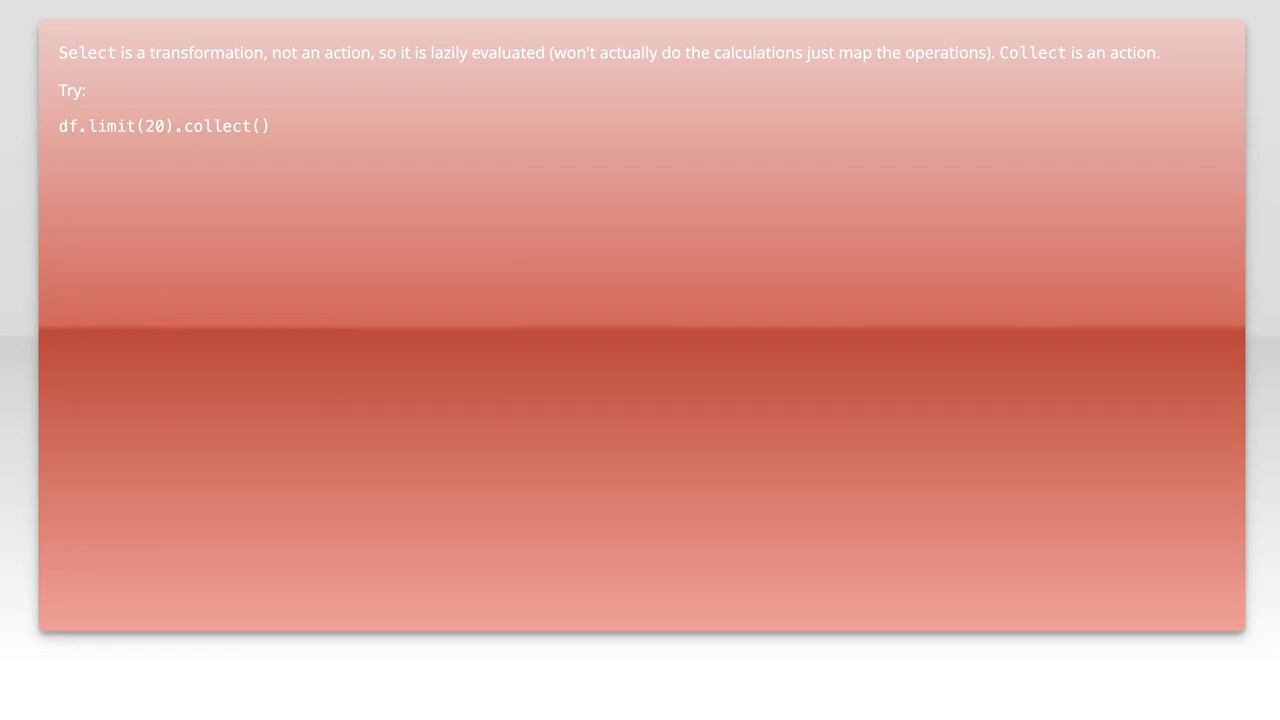 Select is a transformation, not an action, so it is lazily evaluated (won't actually do the calculations just map the operations). Collect is an action.
Try:
df.limit(20).collect()